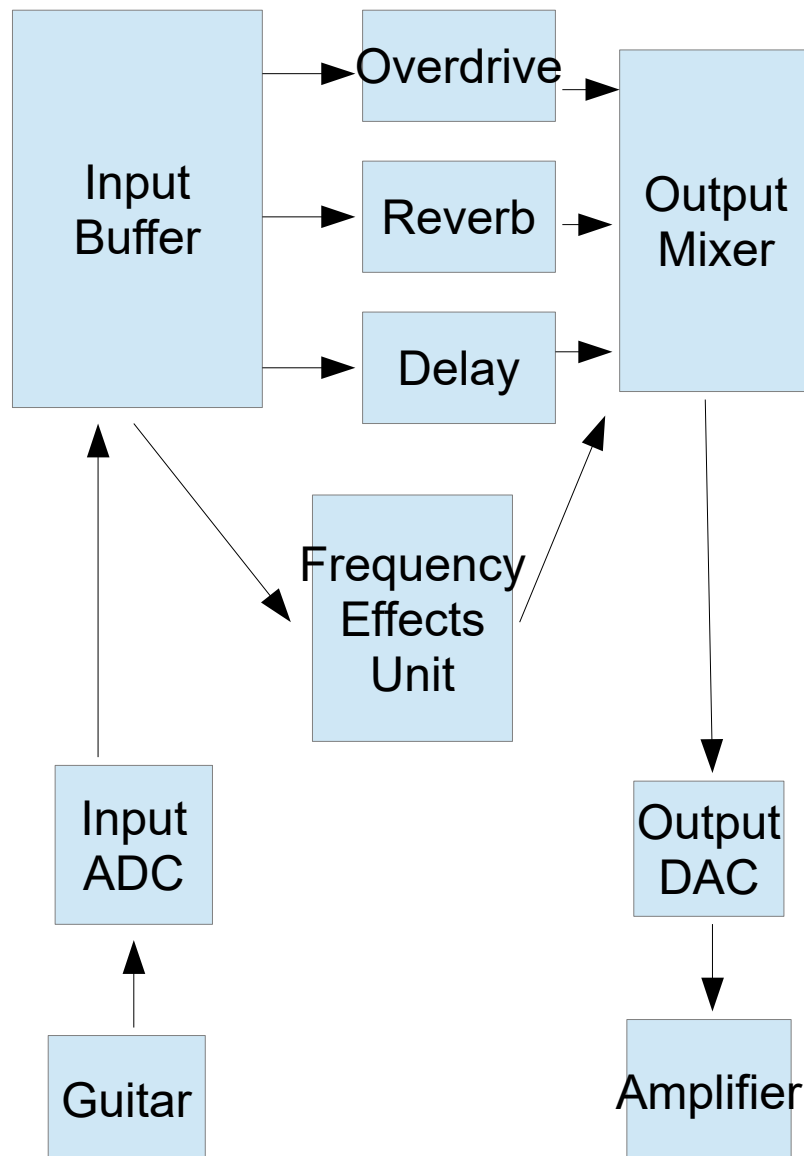 Input
Buffer
Overdrive
Reverb
Delay
Output
Mixer
Frequency
Effects
Unit
Input
ADC
Output
DAC
Guitar
Amplifier